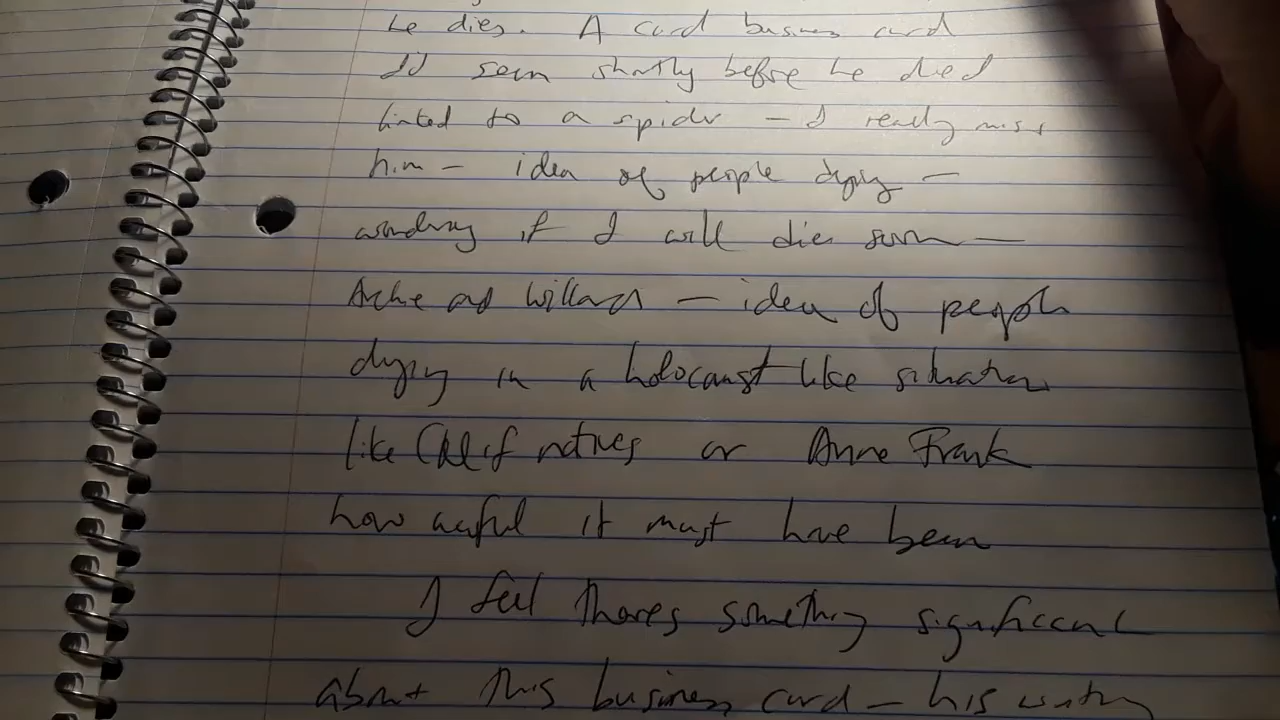 he dies. A card business card
I'd seen shortly before he died
linked to a spider - I really miss
him - idea of people dying -
wondering if I will die soon -
Archie and Willard - idea of people
dying in a holocaust like situation
like Calif natives or Anne Frank
how awful it must have been
I feel theres something significant
about this business card - his writing